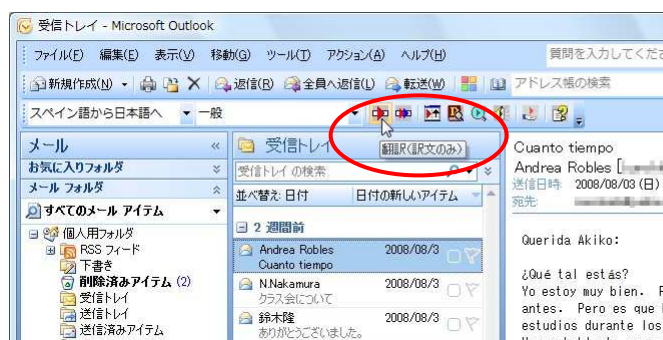 受信トレイ - Microsoft Outlook
ファイル(F) 編集(E) 表示(V) 移動(G) ツール(T) アクション(A) ヘルプ(H) 質問を入力してくだ
新規作成(N) 返信(R) 全員へ返信(L) 転送(W) アドレス帳の検索
スペイン語から日本語へ 一般
翻訳(訳文のみ)
メール
お気に入りフォルダ
メール フォルダ
すべてのメール アイテム
個人用フォルダ
RSS フィード
下書き
削除済みアイテム (2)
受信トレイ
送信トレイ
送信済みアイテム
受信トレイ
受信トレイ の検索
並べ替え: 日付 日付の新しいアイテム
2 週間前
Andrea Robles 2008/08/3
Cuanto tiempo
N.Nakamura 2008/08/3
クラス会について
鈴木隆 2008/08/3
ありがとうございました。
Cuanto tiempo
Andrea Robles [
送信日時: 2008/08/03 (日)
宛先:
Querida Akiko:
¿Qué tal estás?
Yo estoy muy bien.
antes. Pero es que
estudios durante los